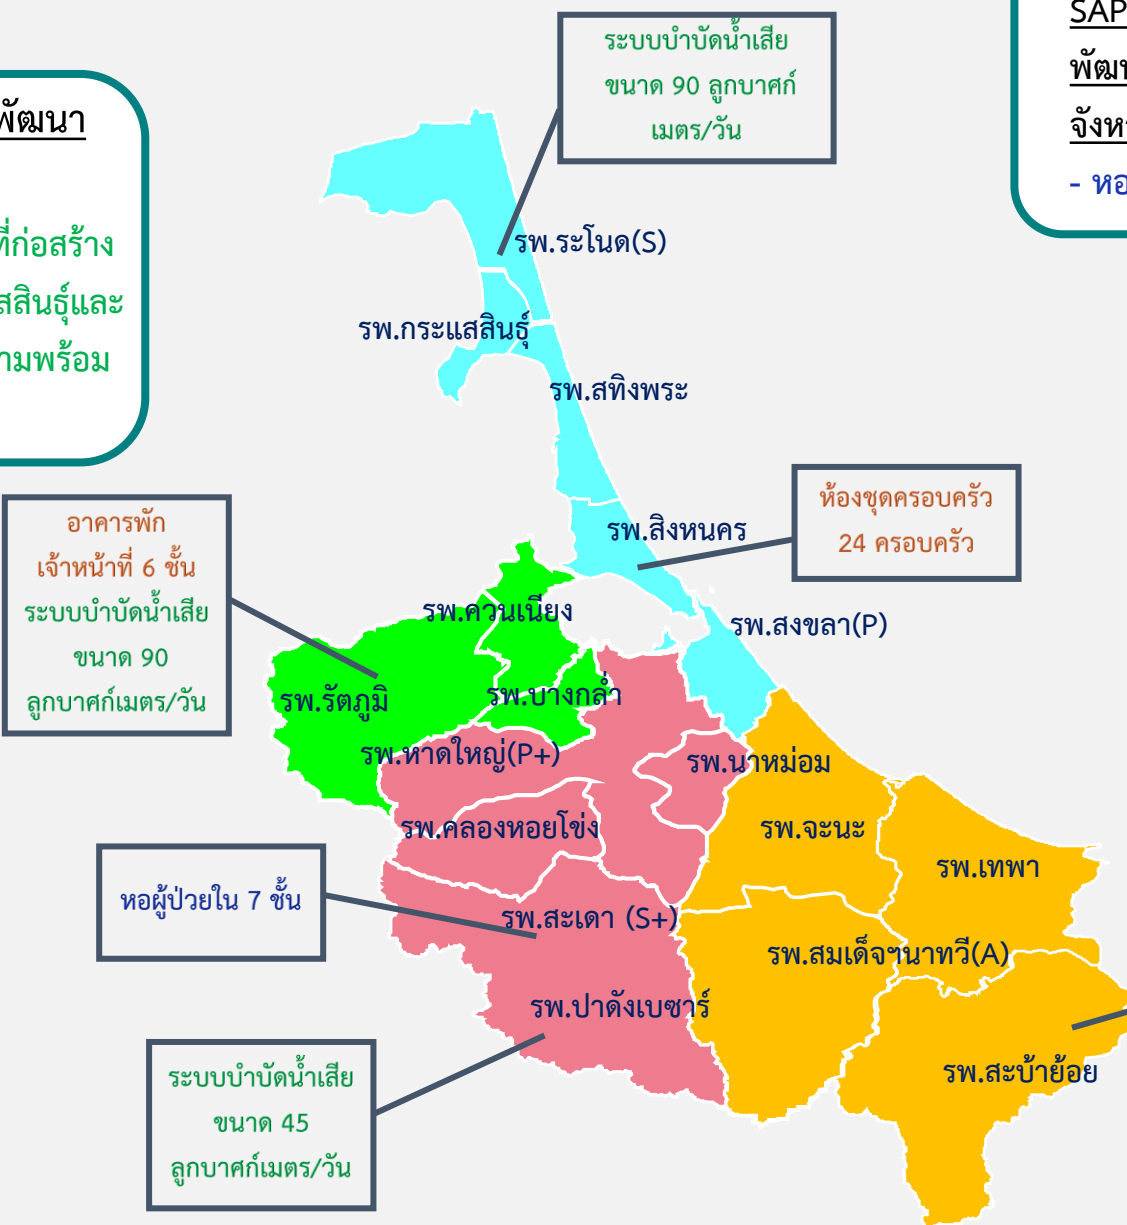 ระบบบำบัดน้ำเสีย
ขนาด 90 ลูกบาศก์
เมตร/วัน
SAP
จังห
- หอ
พัฒนา
ที่ก่อสร้าง
สสินธุ์และ
ามพร้อม
รพ.ระโนด(S)
รพ.กระแสสินธุ์
รพ.สทิงพระ
ห้องชุดครอบครัว
24 ครอบครัว
รพ.สิงหนคร
อาคารพัก
เจ้าหน้าที่ 6 ชั้น
ระบบบำบัดน้ำเสีย
ขนาด 90
ลูกบาศก์เมตร/วัน
รพ.ควนเนียง
รพ.สงขลา(P)
รพ.รัตภูมิ
รพ.บางกล่ำ
รพ.หาดใหญ่(P+)
รพ.นาหม่อม
รพ.คลองหอยโข่ง
รพ.จะนะ
รพ.เทพา
หอผู้ป่วยใน 7 ชั้น
รพ.สะเดา (S+)
รพ.สมเด็จฯนาทวี(A)
รพ.ปาดังเบซาร์
รพ.สะบ้าย้อย
ระบบบำบัดน้ำเสีย
ขนาด 45
ลูกบาศก์เมตร/วัน